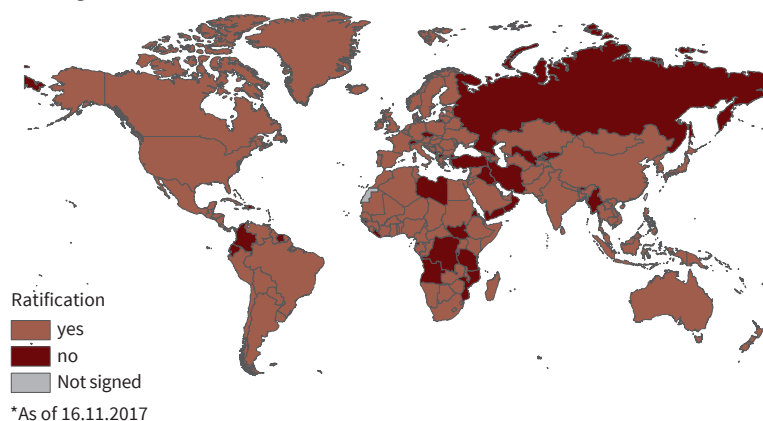 Ratification
yes
no
Not signed
*As of 16.11.2017